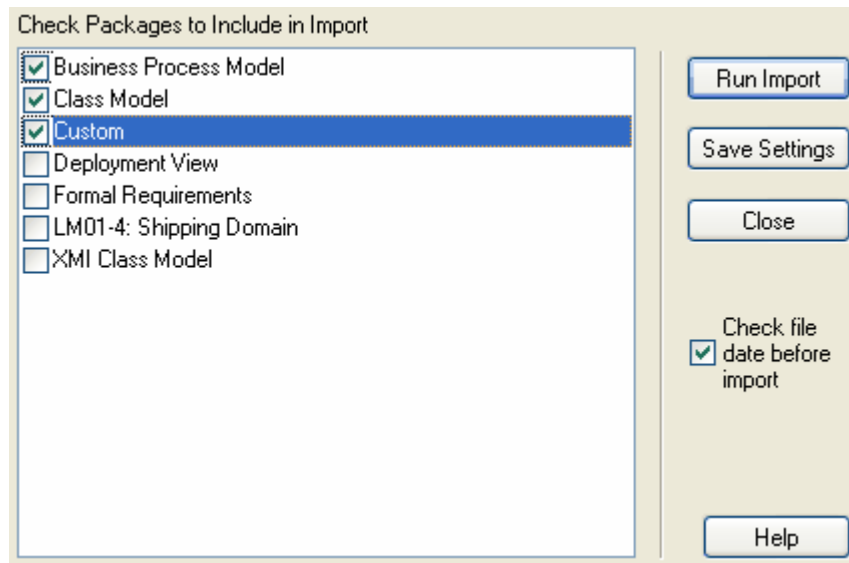 Check Packages to Include in Import
Business Process Model
Class Model
Custom
Deployment View
Formal Requirements
LM01-4: Shipping Domain
XMI Class Model
Run Import
Save Settings
Close
Check file
date before
import
Help